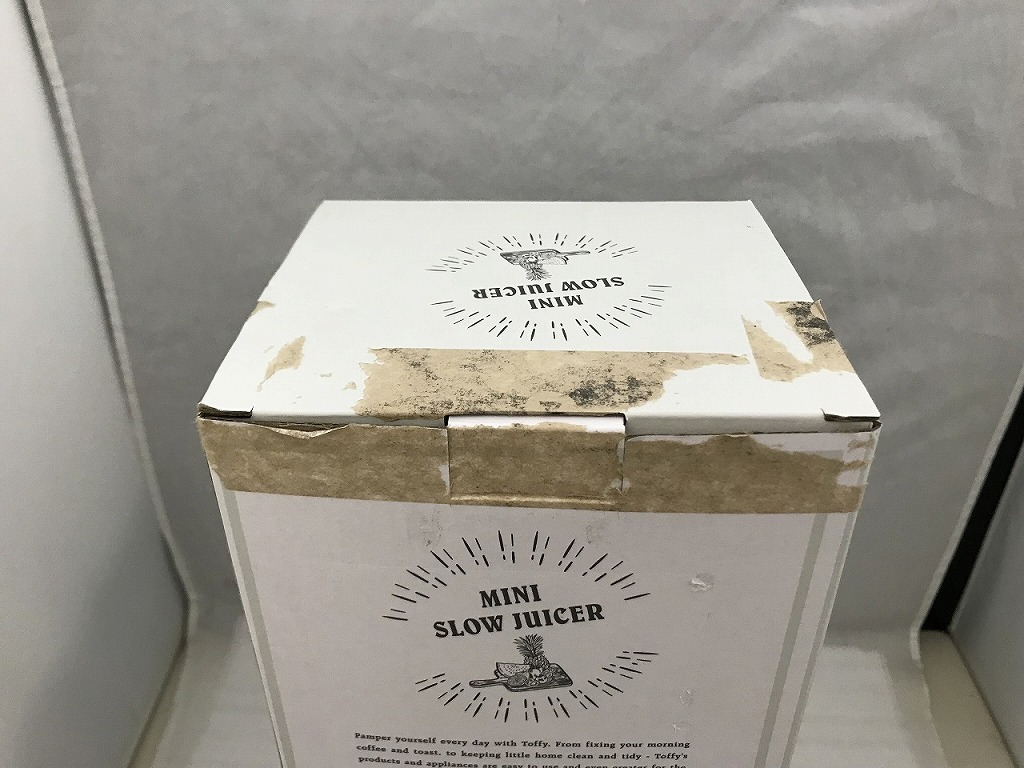 MINI
SLOW JUICER
MINI
SLOW JUICER
Pamper yourself every day with Toffy. From fixing your morning
coffee and toast. to keeping little home clean and tidy - Toffy's
products and appliances are easy to use and even greater for the